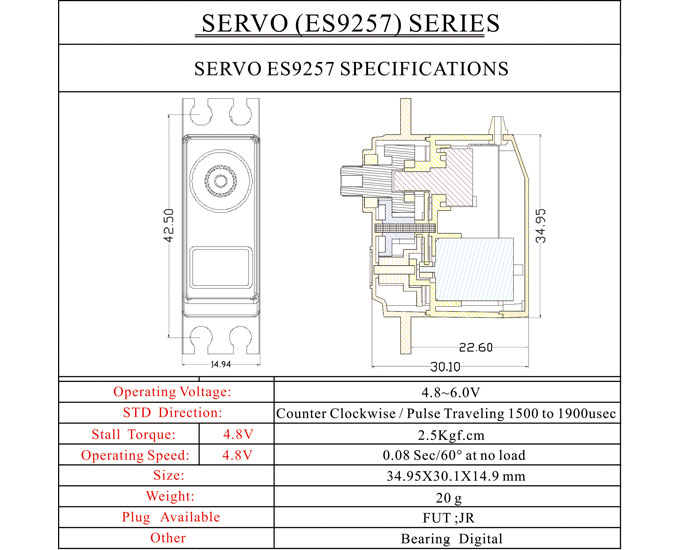 SERVO (ES9257) SERIES
SERVO ES9257 SPECIFICATIONS
42.50
14.94
34.95
22.60
30.10
Operating Voltage: 4.8~6.0V
STD Direction: Counter Clockwise / Pulse Traveling 1500 to 1900usec
Stall Torque: 4.8V 2.5Kgf.cm
Operating Speed: 4.8V 0.08 Sec/60° at no load
Size: 34.95X30.1X14.9 mm
Weight: 20 g
Plug Available FUT ;JR
Other Bearing Digital